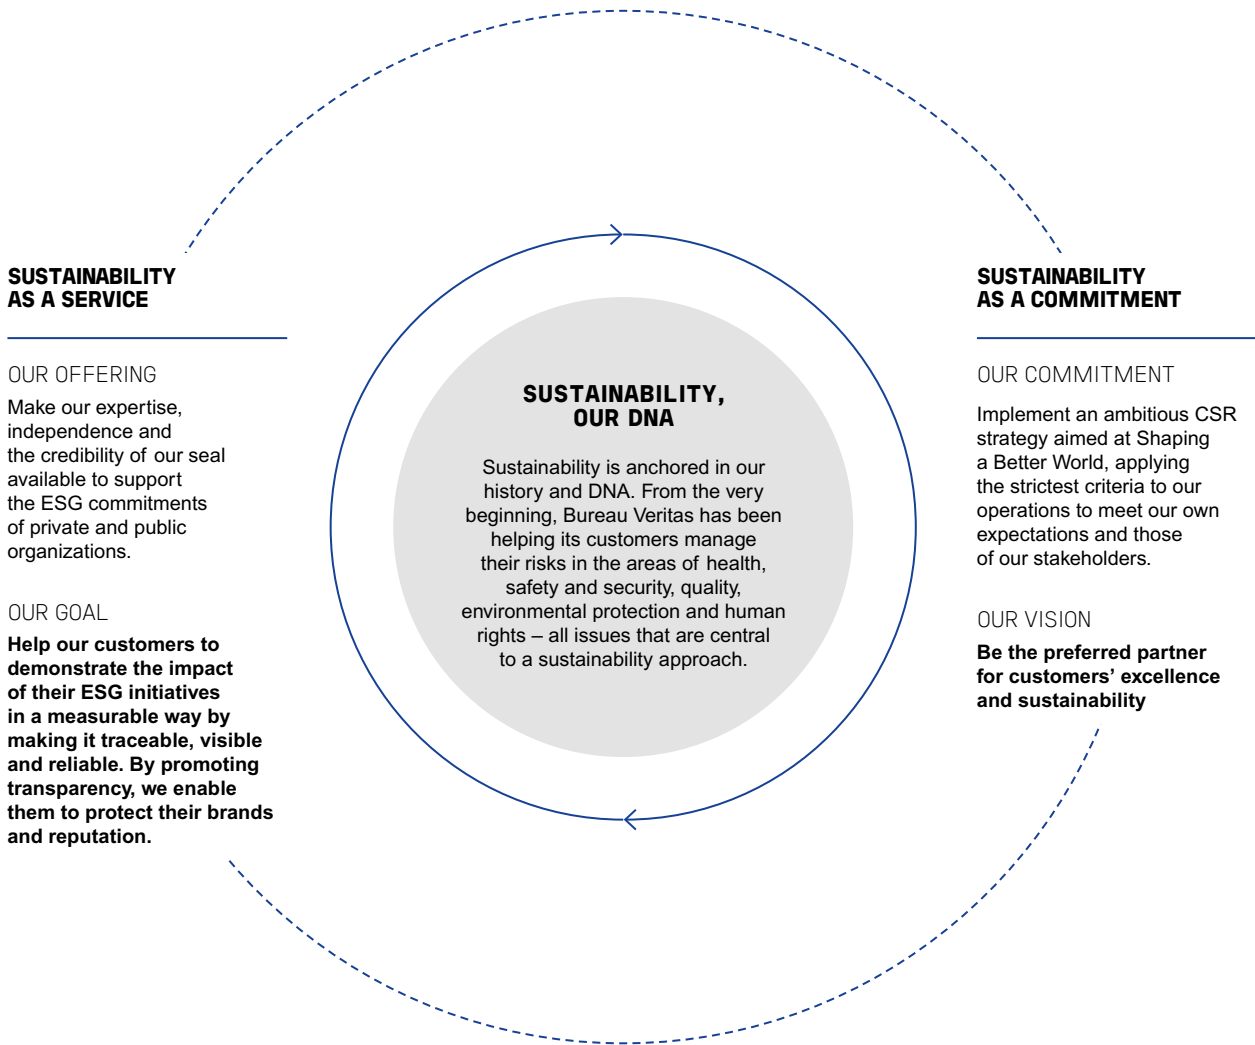 SUSTAINABILITY
AS A SERVICE
OUR OFFERING
Make our expertise,
independence and
the credibility of our seal
available to support
the ESG commitments
of private and public
organizations.
OUR GOAL
Help our customers to
demonstrate the impact
of their ESG initiatives
in a measurable way by
making it traceable, visible
and reliable. By promoting
transparency, we enable
them to protect their brands
and reputation.
SUSTAINABILITY,
OUR DNA
Sustainability is anchored in our
history and DNA. From the very
beginning, Bureau Veritas has been
helping its customers manage
their risks in the areas of health,
safety and security, quality,
environmental protection and human
rights – all issues that are central
to a sustainability approach.
SUSTAINABILITY
AS A COMMITMENT
OUR COMMITMENT
Implement an ambitious CSR
strategy aimed at Shaping
a Better World, applying
the strictest criteria to our
operations to meet our own
expectations and those
of our stakeholders.
OUR VISION
Be the preferred partner
for customers’ excellence
and sustainability